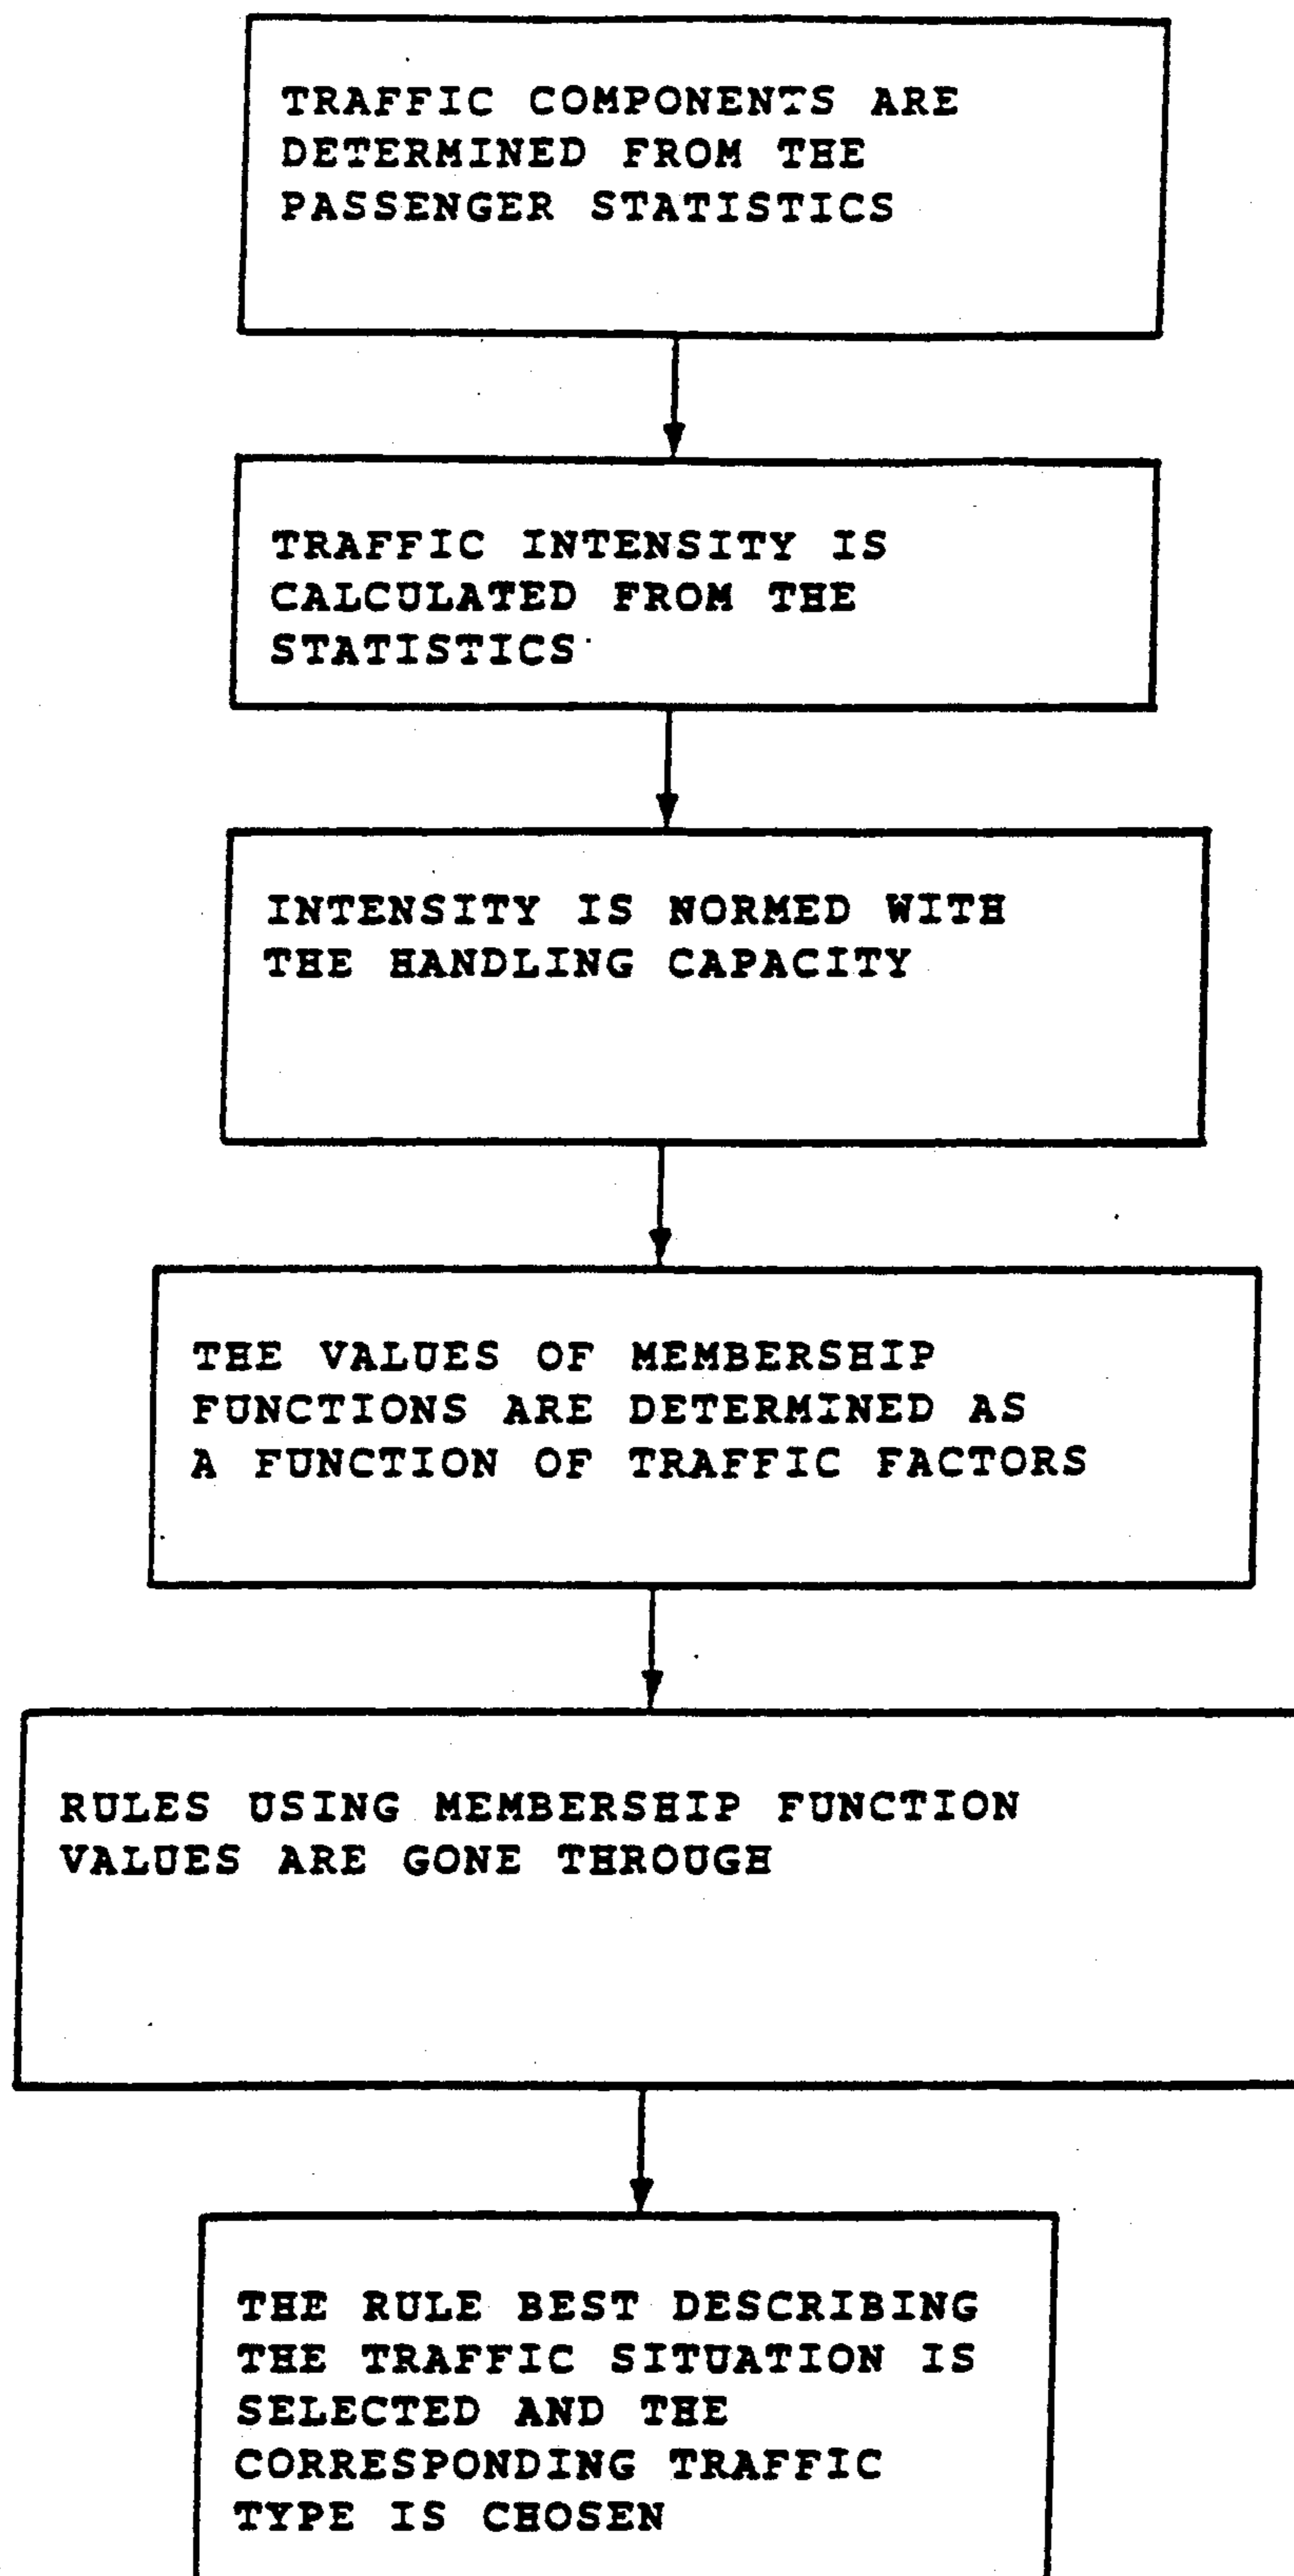 TRAFFIC COMPONENTS ARE
DETERMINED FROM THE
PASSENGER STATISTICS
TRAFFIC INTENSITY IS
CALCULATED FROM THE
STATISTICS
INTENSITY IS NORMED WITH
THE HANDLING CAPACITY
THE VALUES OF MEMBERSHIP
FUNCTIONS ARE DETERMINED AS
A FUNCTION OF TRAFFIC FACTORS
RULES USING MEMBERSHIP FUNCTION
VALUES ARE GONE THROUGH
THE RULE BEST DESCRIBING
THE TRAFFIC SITUATION IS
SELECTED AND THE
CORRESPONDING TRAFFIC
TYPE IS CHOSEN